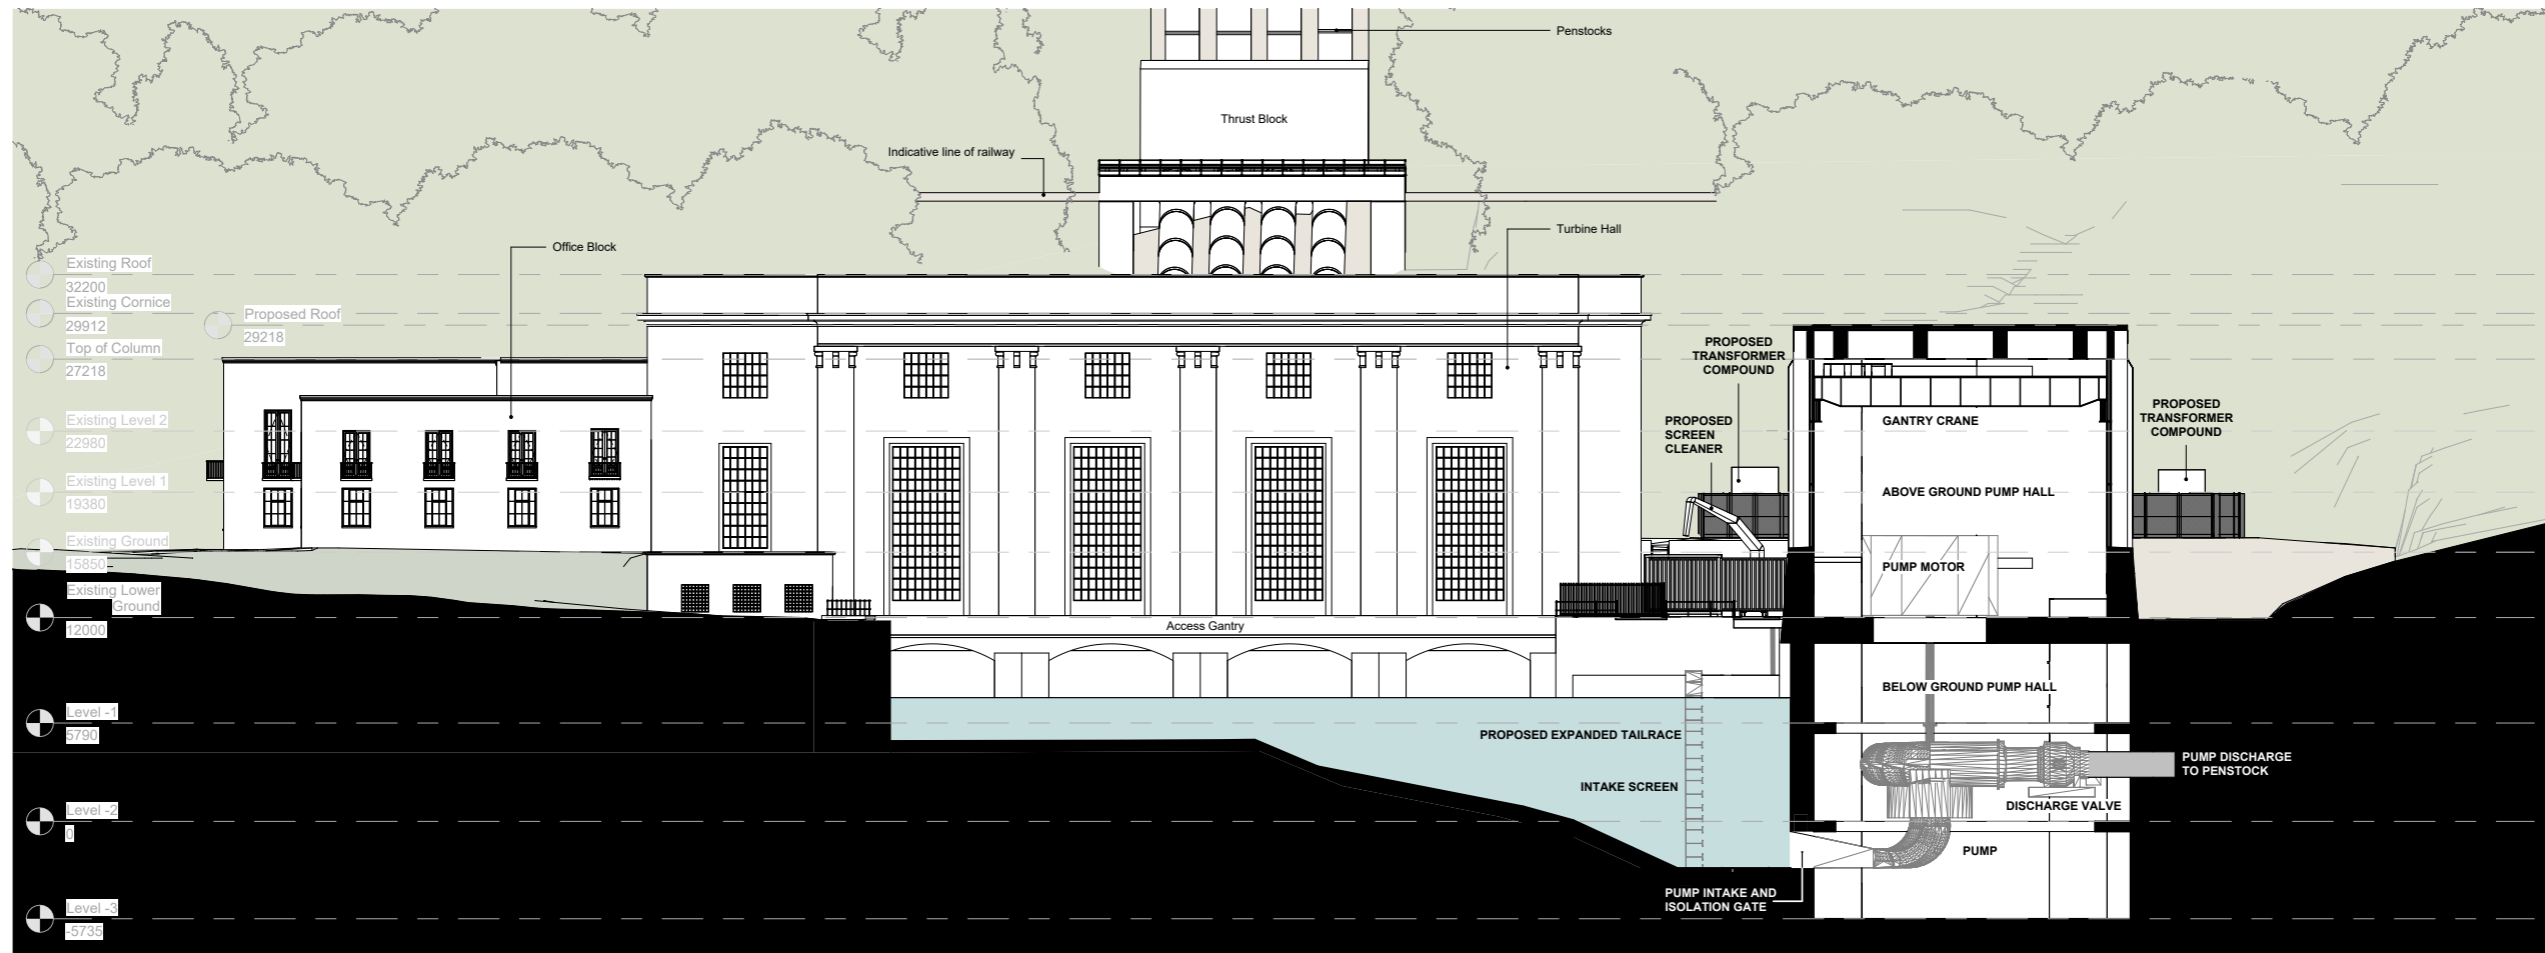 Penstocks
Thrust Block
Indicative line of railway
Turbine Hall
Office Block
Existing Roof
32200
Existing Cornice
29912
Proposed Roof
29218
Top of Column
27218
Existing Level 2
22980
Existing Level 1
19380
Existing Ground
15850
Existing Lower
Ground
12000
Level -1
5790
Level -2
0
Level -3
-5735
PROPOSED
TRANSFORMER
COMPOUND
PROPOSED
SCREEN
CLEANER
GANTRY CRANE
PROPOSED
TRANSFORMER
COMPOUND
ABOVE GROUND PUMP HALL
PUMP MOTOR
Access Gantry
BELOW GROUND PUMP HALL
PROPOSED EXPANDED TAILRACE
INTAKE SCREEN
PUMP DISCHARGE
TO PENSTOCK
DISCHARGE VALVE
PUMP
PUMP INTAKE AND
ISOLATION GATE